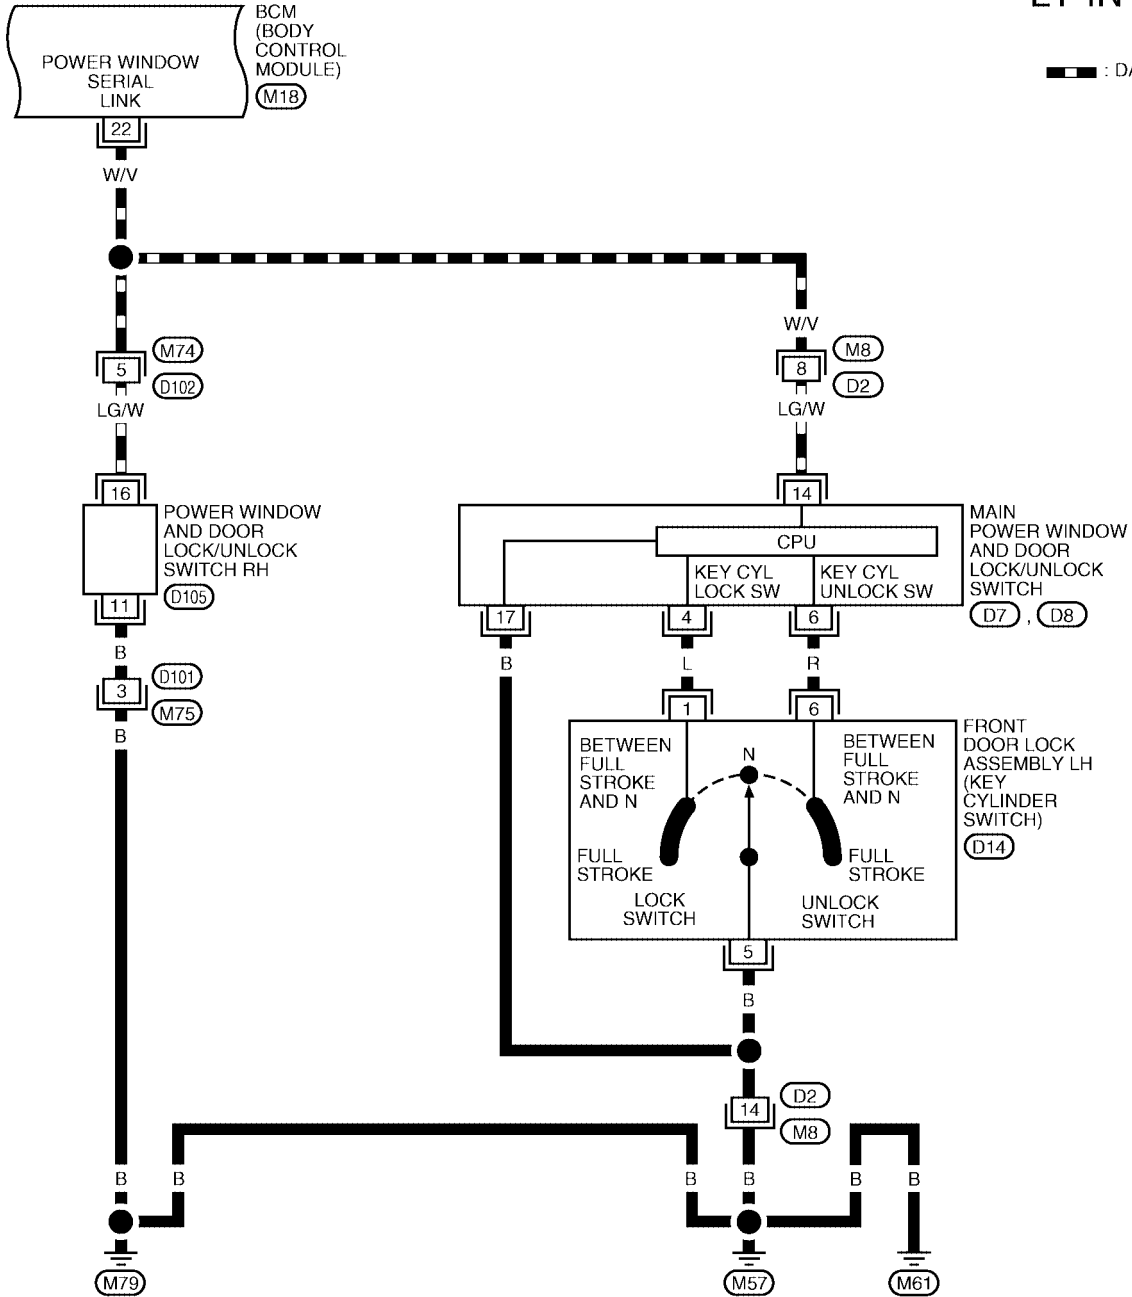 BCM
(BODY
CONTROL
MODULE)
M18
POWER WINDOW
SERIAL
LINK
22
W/V
W/V
M74
5
D102
LG/W
M8
8
D2
LG/W
16
POWER WINDOW
AND DOOR
LOCK/UNLOCK
SWITCH RH
D105
11
B
D101
3
M75
B
14
CPU
KEY CYL
LOCK SW
KEY CYL
UNLOCK SW
MAIN
POWER WINDOW
AND DOOR
LOCK/UNLOCK
SWITCH
D7 , D8
17
4
6
B
L
R
1
6
BETWEEN
FULL
STROKE
AND N
N
BETWEEN
FULL
STROKE
AND N
FULL
STROKE
FULL
STROKE
LOCK
SWITCH
UNLOCK
SWITCH
FRONT
DOOR LOCK
ASSEMBLY LH
(KEY
CYLINDER
SWITCH)
D14
5
B
14
D2
M8
B B B B B B
M79
M57
M61